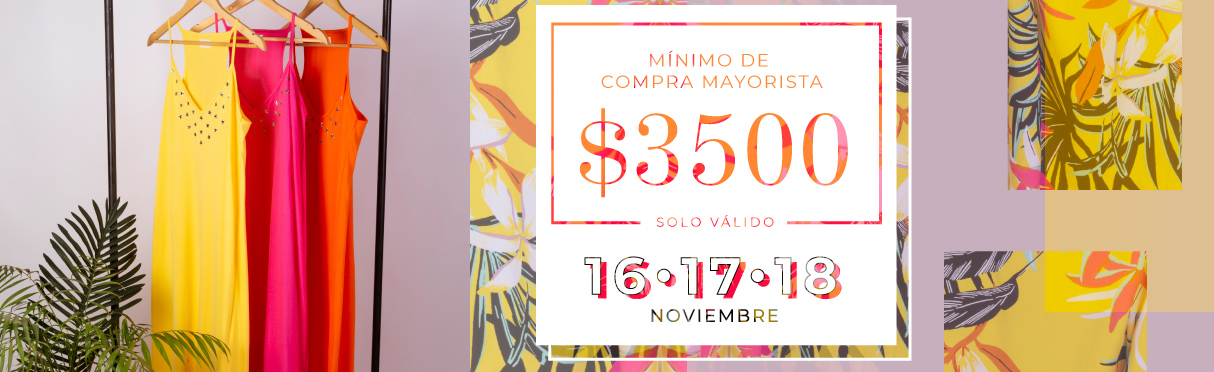 MÍNIMO DE
COMPRA MAYORISTA
$3500
SOLO VÁLIDO
16•17•18
NOVIEMBRE